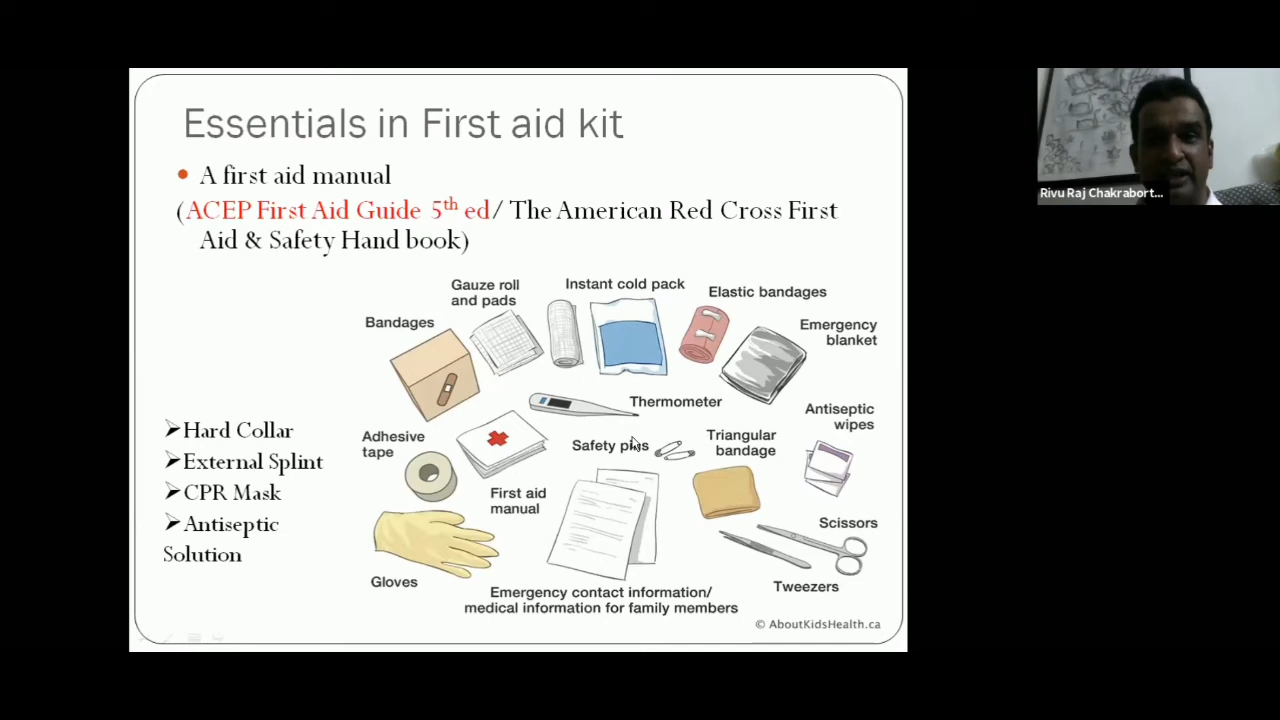 Essentials in First aid kit
A first aid manual
(ACEP First Aid Guide 5th ed/ The American Red Cross First
Aid & Safety Hand book)
Gauze roll
and pads
Instant cold pack
Elastic bandages
Bandages
Emergency
blanket
Thermometer
Antiseptic
wipes
Adhesive
tape
Safety pins
Triangular
bandage
First aid
manual
Scissors
Gloves
Tweezers
Emergency contact information/
medical information for family members
© AboutKidsHealth.ca
Hard Collar
External Splint
CPR Mask
Antiseptic
Solution
Rivu Raj Chakrabort...